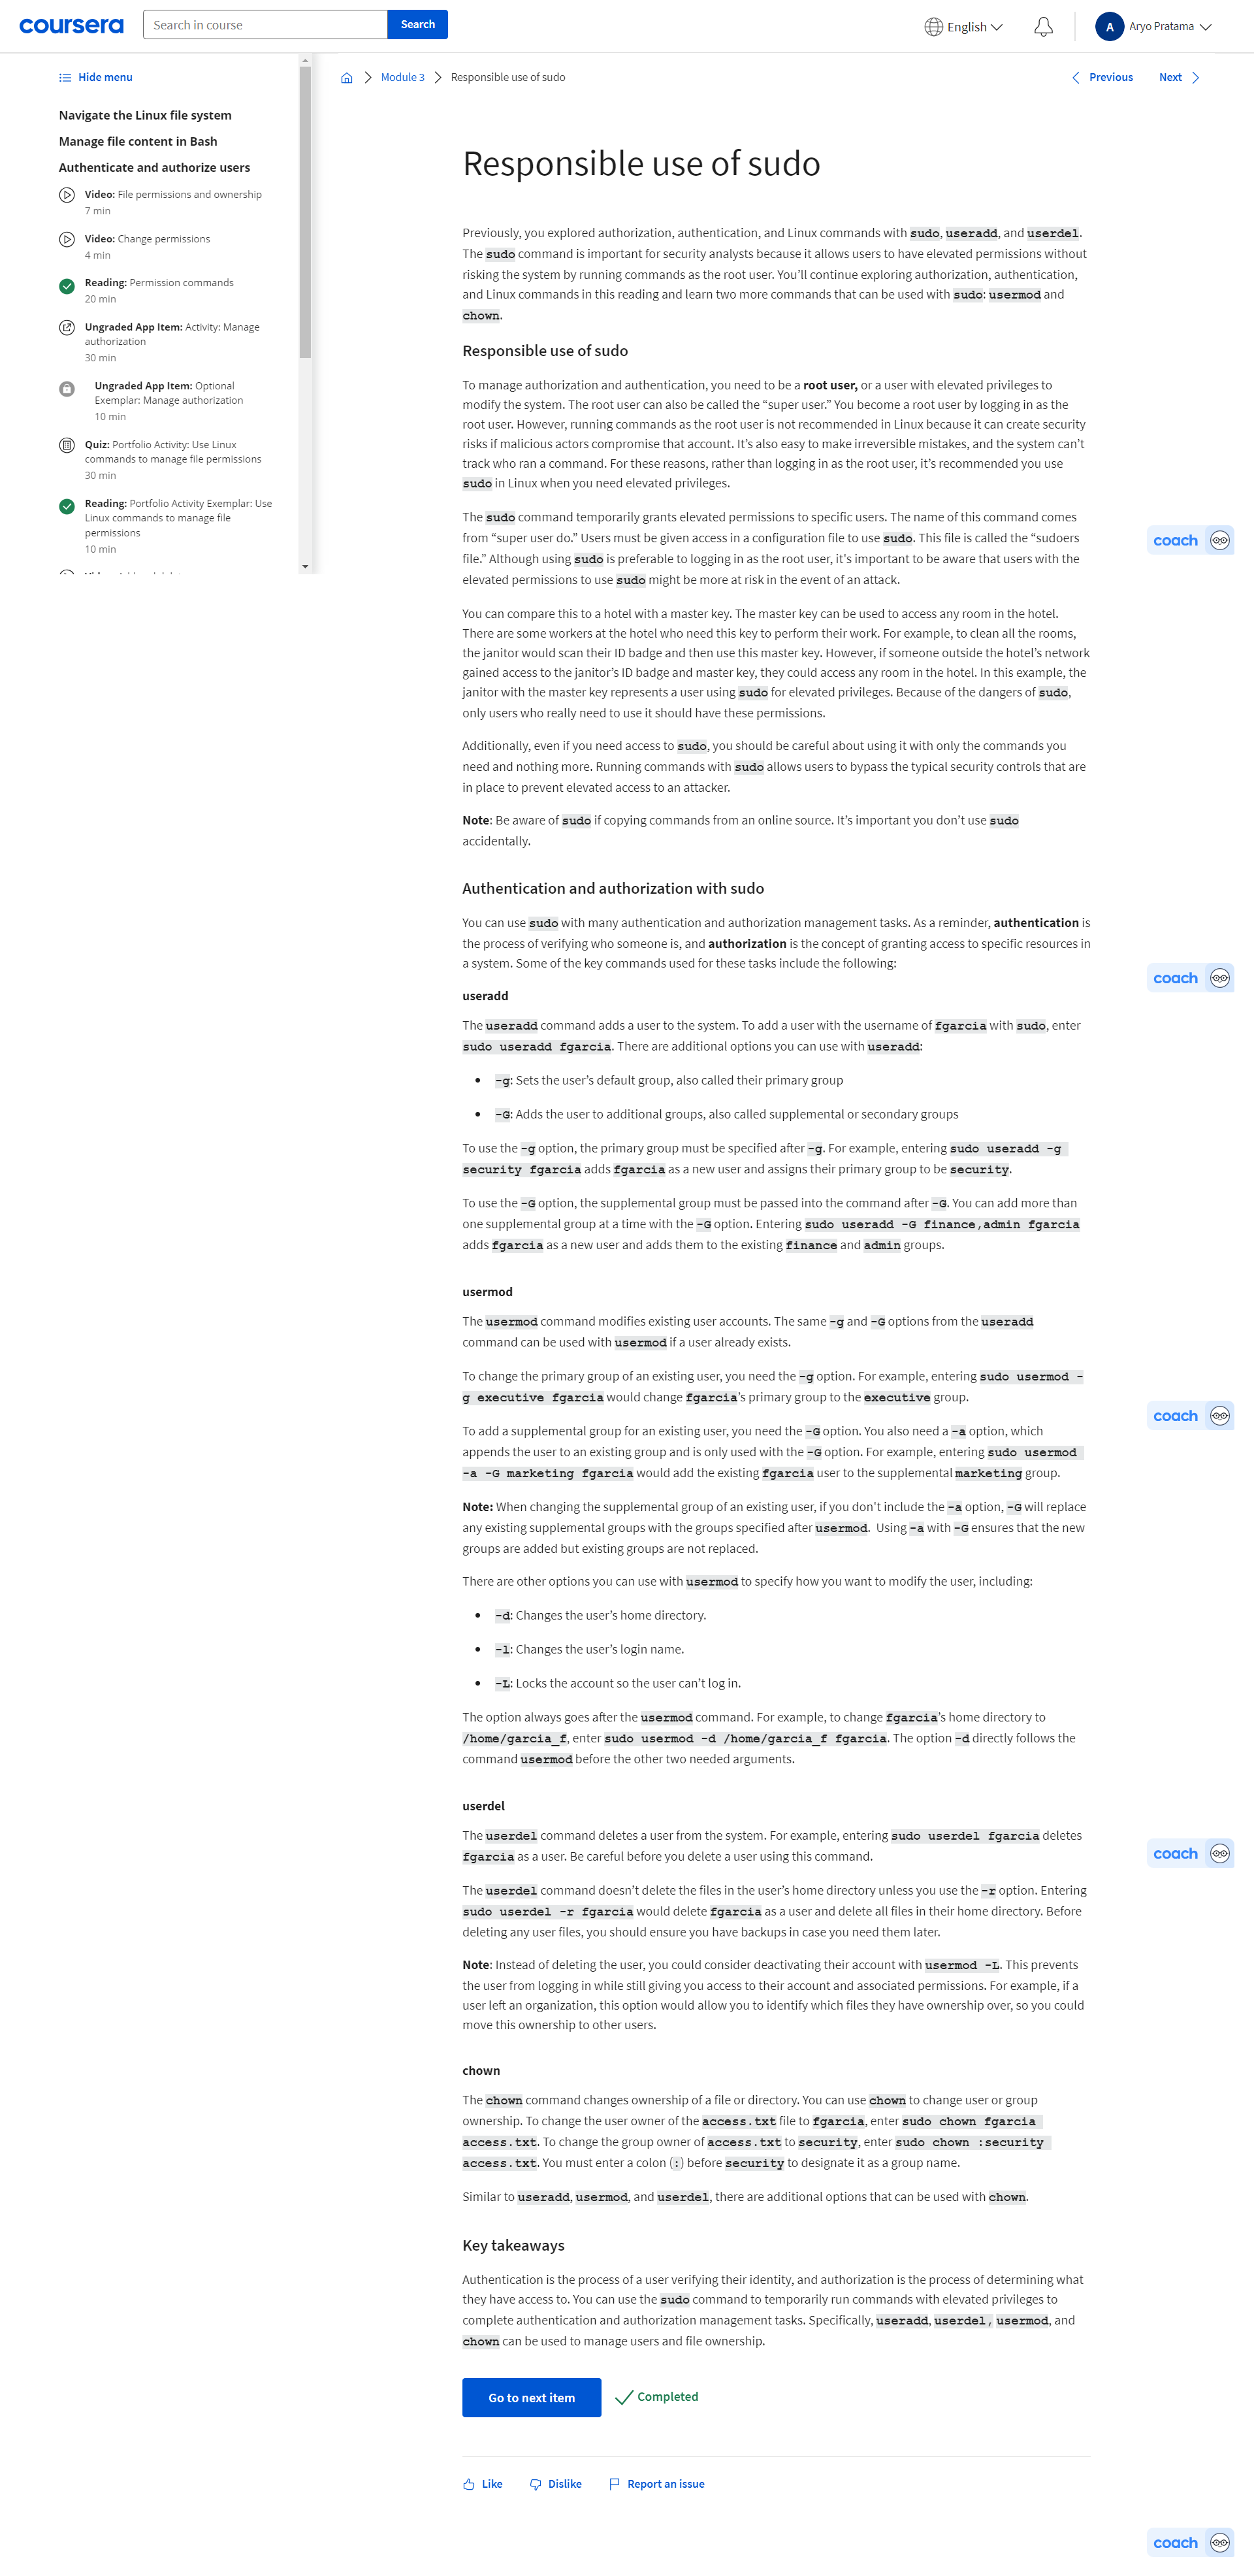 coursera
Search in course
Search
English
A
Aryo Pratama
Hide menu
Navigate the Linux file system
Manage file content in Bash
Authenticate and authorize users
Video: File permissions and ownership
7 min
Video: Change permissions
4 min
Reading: Permission commands
20 min
Ungraded App Item: Activity: Manage
authorization
30 min
Ungraded App Item: Optional
Exemplar: Manage authorization
10 min
Quiz: Portfolio Activity: Use Linux
commands to manage file permissions
30 min
Reading: Portfolio Activity Exemplar: Use
Linux commands to manage file
permissions
10 min
Module 3
Responsible use of sudo
Previous
Next
Responsible use of sudo
Previously, you explored authorization, authentication, and Linux commands with sudo, useradd, and userdel.
The sudo command is important for security analysts because it allows users to have elevated permissions without
risking the system by running commands as the root user. You’ll continue exploring authorization, authentication,
and Linux commands in this reading and learn two more commands that can be used with sudo: usermod and
chown.
Responsible use of sudo
To manage authorization and authentication, you need to be a root user, or a user with elevated privileges to
modify the system. The root user can also be called the “super user.” You become a root user by logging in as the
root user. However, running commands as the root user is not recommended in Linux because it can create security
risks if malicious actors compromise that account. It’s also easy to make irreversible mistakes, and the system can’t
track who ran a command. For these reasons, rather than logging in as the root user, it’s recommended you use
sudo in Linux when you need elevated privileges.
The sudo command temporarily grants elevated permissions to specific users. The name of this command comes
from “super user do.” Users must be given access in a configuration file to use sudo. This file is called the “sudoers
file.” Although using sudo is preferable to logging in as the root user, it's important to be aware that users with the
elevated permissions to use sudo might be more at risk in the event of an attack.
You can compare this to a hotel with a master key. The master key can be used to access any room in the hotel.
There are some workers at the hotel who need this key to perform their work. For example, to clean all the rooms,
the janitor would scan their ID badge and then use this master key. However, if someone outside the hotel’s network
gained access to the janitor’s ID badge and master key, they could access any room in the hotel. In this example, the
janitor with the master key represents a user using sudo for elevated privileges. Because of the dangers of sudo,
only users who really need to use it should have these permissions.
Additionally, even if you need access to sudo, you should be careful about using it with only the commands you
need and nothing more. Running commands with sudo allows users to bypass the typical security controls that are
in place to prevent elevated access to an attacker.
Note: Be aware of sudo if copying commands from an online source. It’s important you don’t use sudo
accidentally.
Authentication and authorization with sudo
You can use sudo with many authentication and authorization management tasks. As a reminder, authentication is
the process of verifying who someone is, and authorization is the concept of granting access to specific resources in
a system. Some of the key commands used for these tasks include the following:
useradd
The useradd command adds a user to the system. To add a user with the username of fgarcia with sudo, enter
sudo useradd fgarcia. There are additional options you can use with useradd:
• -g: Sets the user’s default group, also called their primary group
• -G: Adds the user to additional groups, also called supplemental or secondary groups
To use the -g option, the primary group must be specified after -g. For example, entering sudo useradd -g
security fgarcia adds fgarcia as a new user and assigns their primary group to be security.
To use the -G option, the supplemental group must be passed into the command after -G. You can add more than
one supplemental group at a time with the -G option. Entering sudo useradd -G finance,admin fgarcia
adds fgarcia as a new user and adds them to the existing finance and admin groups.
usermod
The usermod command modifies existing user accounts. The same -g and -G options from the useradd
command can be used with usermod if a user already exists.
To change the primary group of an existing user, you need the -g option. For example, entering sudo usermod -
g executive fgarcia would change fgarcia’s primary group to the executive group.
To add a supplemental group for an existing user, you need the -G option. You also need a -a option, which
appends the user to an existing group and is only used with the -G option. For example, entering sudo usermod
-a -G marketing fgarcia would add the existing fgarcia user to the supplemental marketing group.
Note: When changing the supplemental group of an existing user, if you don't include the -a option, -G will replace
any existing supplemental groups with the groups specified after usermod. Using -a with -G ensures that the new
groups are added but existing groups are not replaced.
There are other options you can use with usermod to specify how you want to modify the user, including:
• -d: Changes the user’s home directory.
• -l: Changes the user’s login name.
• -L: Locks the account so the user can’t log in.
The option always goes after the usermod command. For example, to change fgarcia’s home directory to
/home/garcia_f, enter sudo usermod -d /home/garcia_f fgarcia. The option -d directly follows the
command usermod before the other two needed arguments.
userdel
The userdel command deletes a user from the system. For example, entering sudo userdel fgarcia deletes
fgarcia as a user. Be careful before you delete a user using this command.
The userdel command doesn’t delete the files in the user’s home directory unless you use the -r option. Entering
sudo userdel -r fgarcia would delete fgarcia as a user and delete all files in their home directory. Before
deleting any user files, you should ensure you have backups in case you need them later.
Note: Instead of deleting the user, you could consider deactivating their account with usermod -L. This prevents
the user from logging in while still giving you access to their account and associated permissions. For example, if a
user left an organization, this option would allow you to identify which files they have ownership over, so you could
move this ownership to other users.
chown
The chown command changes ownership of a file or directory. You can use chown to change user or group
ownership. To change the user owner of the access.txt file to fgarcia, enter sudo chown fgarcia
access.txt. To change the group owner of access.txt to security, enter sudo chown :security
access.txt. You must enter a colon (:) before security to designate it as a group name.
Similar to useradd, usermod, and userdel, there are additional options that can be used with chown.
Key takeaways
Authentication is the process of a user verifying their identity, and authorization is the process of determining what
they have access to. You can use the sudo command to temporarily run commands with elevated privileges to
complete authentication and authorization management tasks. Specifically, useradd, userdel, usermod, and
chown can be used to manage users and file ownership.
Go to next item
Completed
Like
Dislike
Report an issue
coach
coach
coach
coach
coach